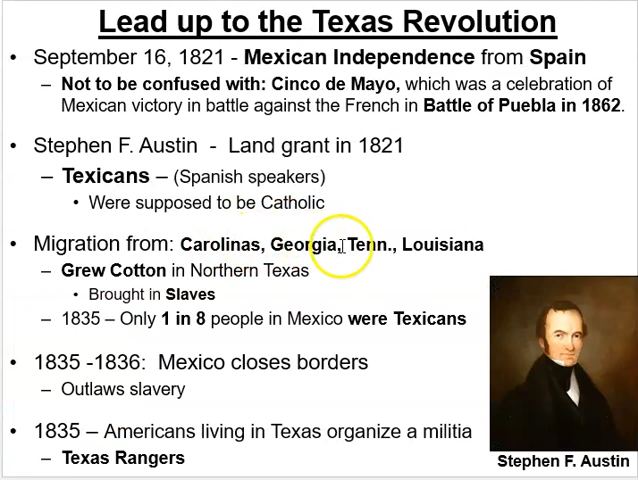 Lead up to the Texas Revolution
• September 16, 1821 - Mexican Independence from Spain
– Not to be confused with: Cinco de Mayo, which was a celebration of
Mexican victory in battle against the French in Battle of Puebla in 1862.
• Stephen F. Austin - Land grant in 1821
– Texicans – (Spanish speakers)
• Were supposed to be Catholic
• Migration from: Carolinas, Georgia, Tenn., Louisiana
– Grew Cotton in Northern Texas
• Brought in Slaves
– 1835 – Only 1 in 8 people in Mexico were Texicans
• 1835 -1836: Mexico closes borders
– Outlaws slavery
• 1835 – Americans living in Texas organize a militia
– Texas Rangers
Stephen F. Austin